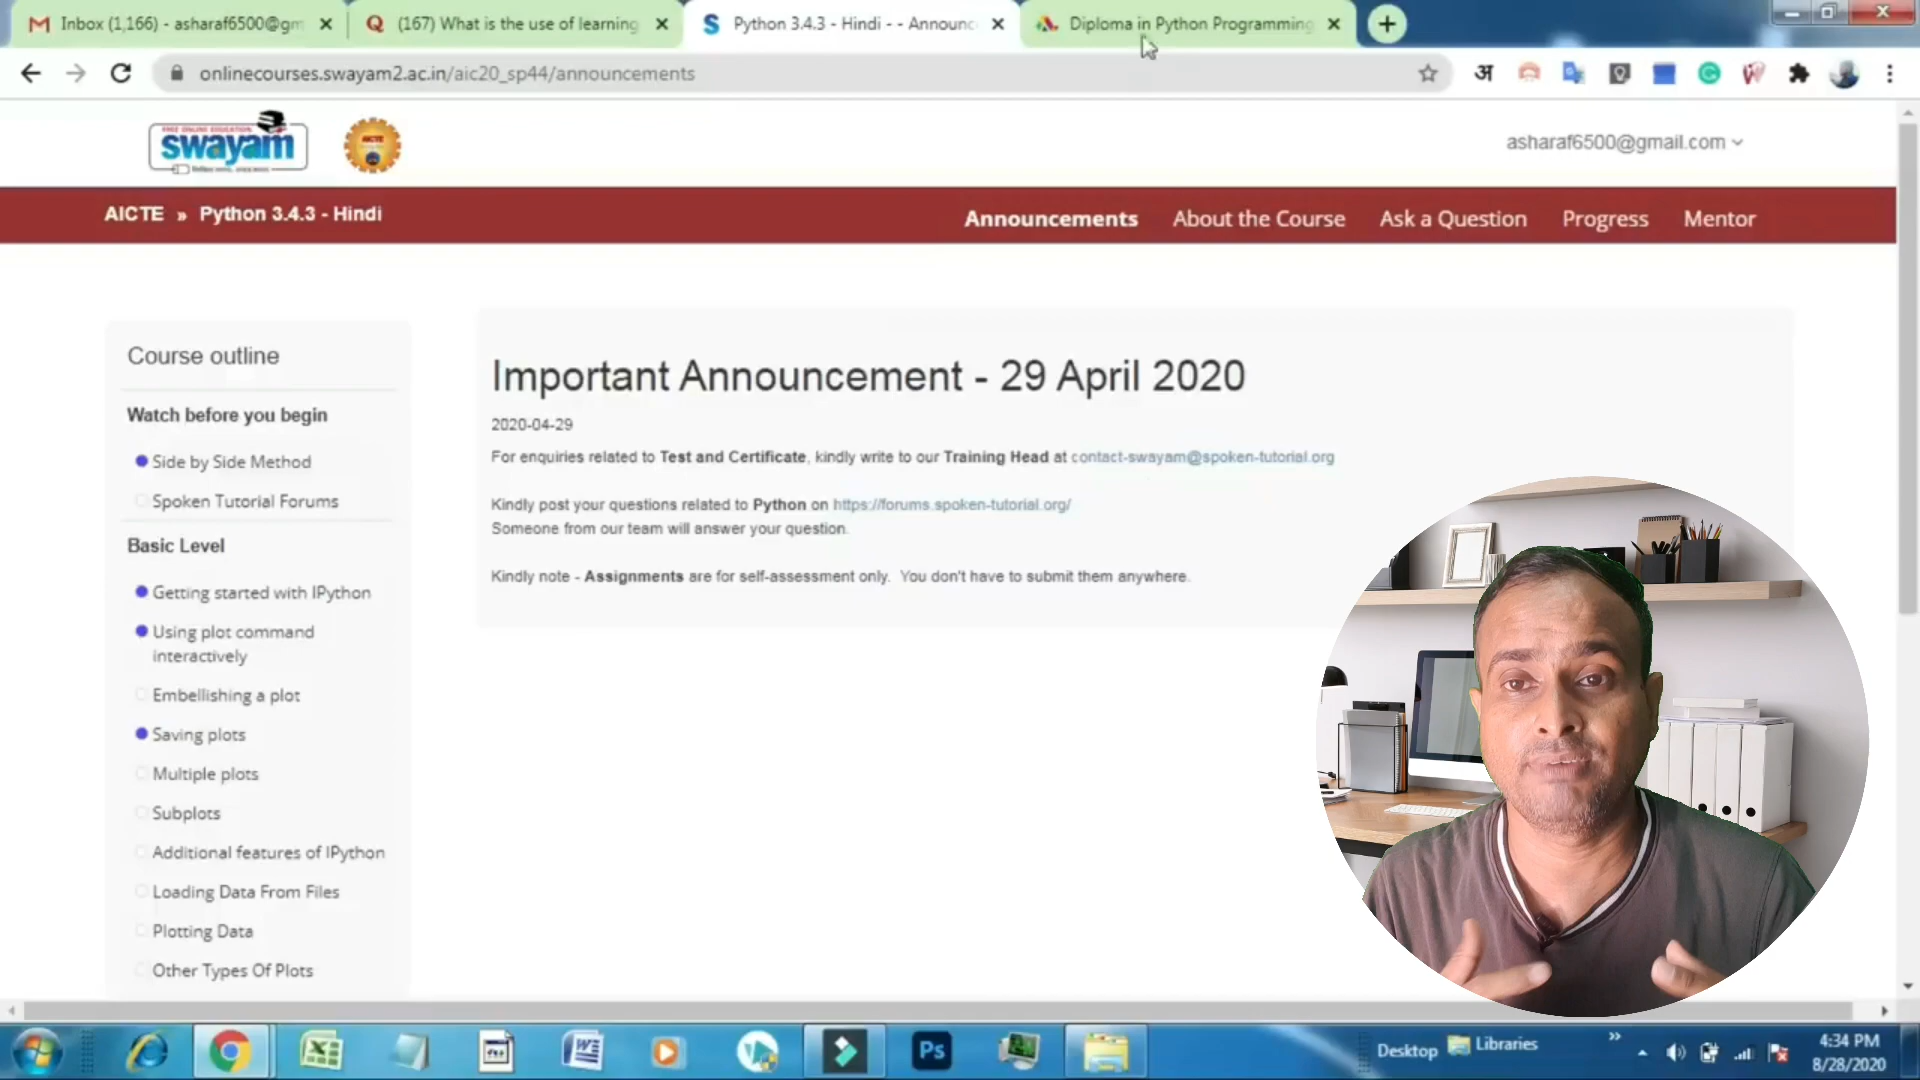 Inbox (1,166) - asharaf6500@gm
(167) What is the use of learning
Python 3.4.3 - Hindi - - Announc
Diploma in Python Programming
onlinecourses.swayam2.ac.in/aic20_sp44/announcements
अ
FREE ONLINE EDUCATION
swayam
AICTE
asharaf6500@gmail.com
AICTE » Python 3.4.3 - Hindi
Announcements
About the Course
Ask a Question
Progress
Mentor
Course outline
Watch before you begin
Side by Side Method
Spoken Tutorial Forums
Basic Level
Getting started with IPython
Using plot command
interactively
Embellishing a plot
Saving plots
Multiple plots
Subplots
Additional features of IPython
Loading Data From Files
Plotting Data
Other Types Of Plots
Important Announcement - 29 April 2020
2020-04-29
For enquiries related to Test and Certificate, kindly write to our Training Head at contact-swayam@spoken-tutorial.org
Kindly post your questions related to Python on https://forums.spoken-tutorial.org/
Someone from our team will answer your question.
Kindly note - Assignments are for self-assessment only. You don't have to submit them anywhere.
Ps
Desktop
Libraries
4:34 PM
8/28/2020